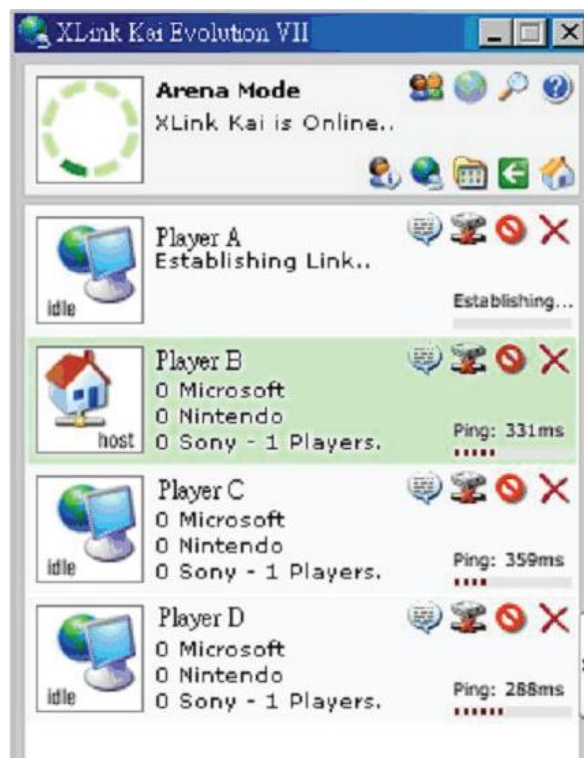 XLink Kai Evolution VII
Arena Mode
XLink Kai is Online..
Player A
Establishing Link..
idle
Establishing...
Player B
0 Microsoft
0 Nintendo
host
0 Sony - 1 Players.
Ping: 331ms
Player C
0 Microsoft
0 Nintendo
idle
0 Sony - 1 Players.
Ping: 359ms
Player D
0 Microsoft
0 Nintendo
idle
0 Sony - 1 Players.
Ping: 288ms